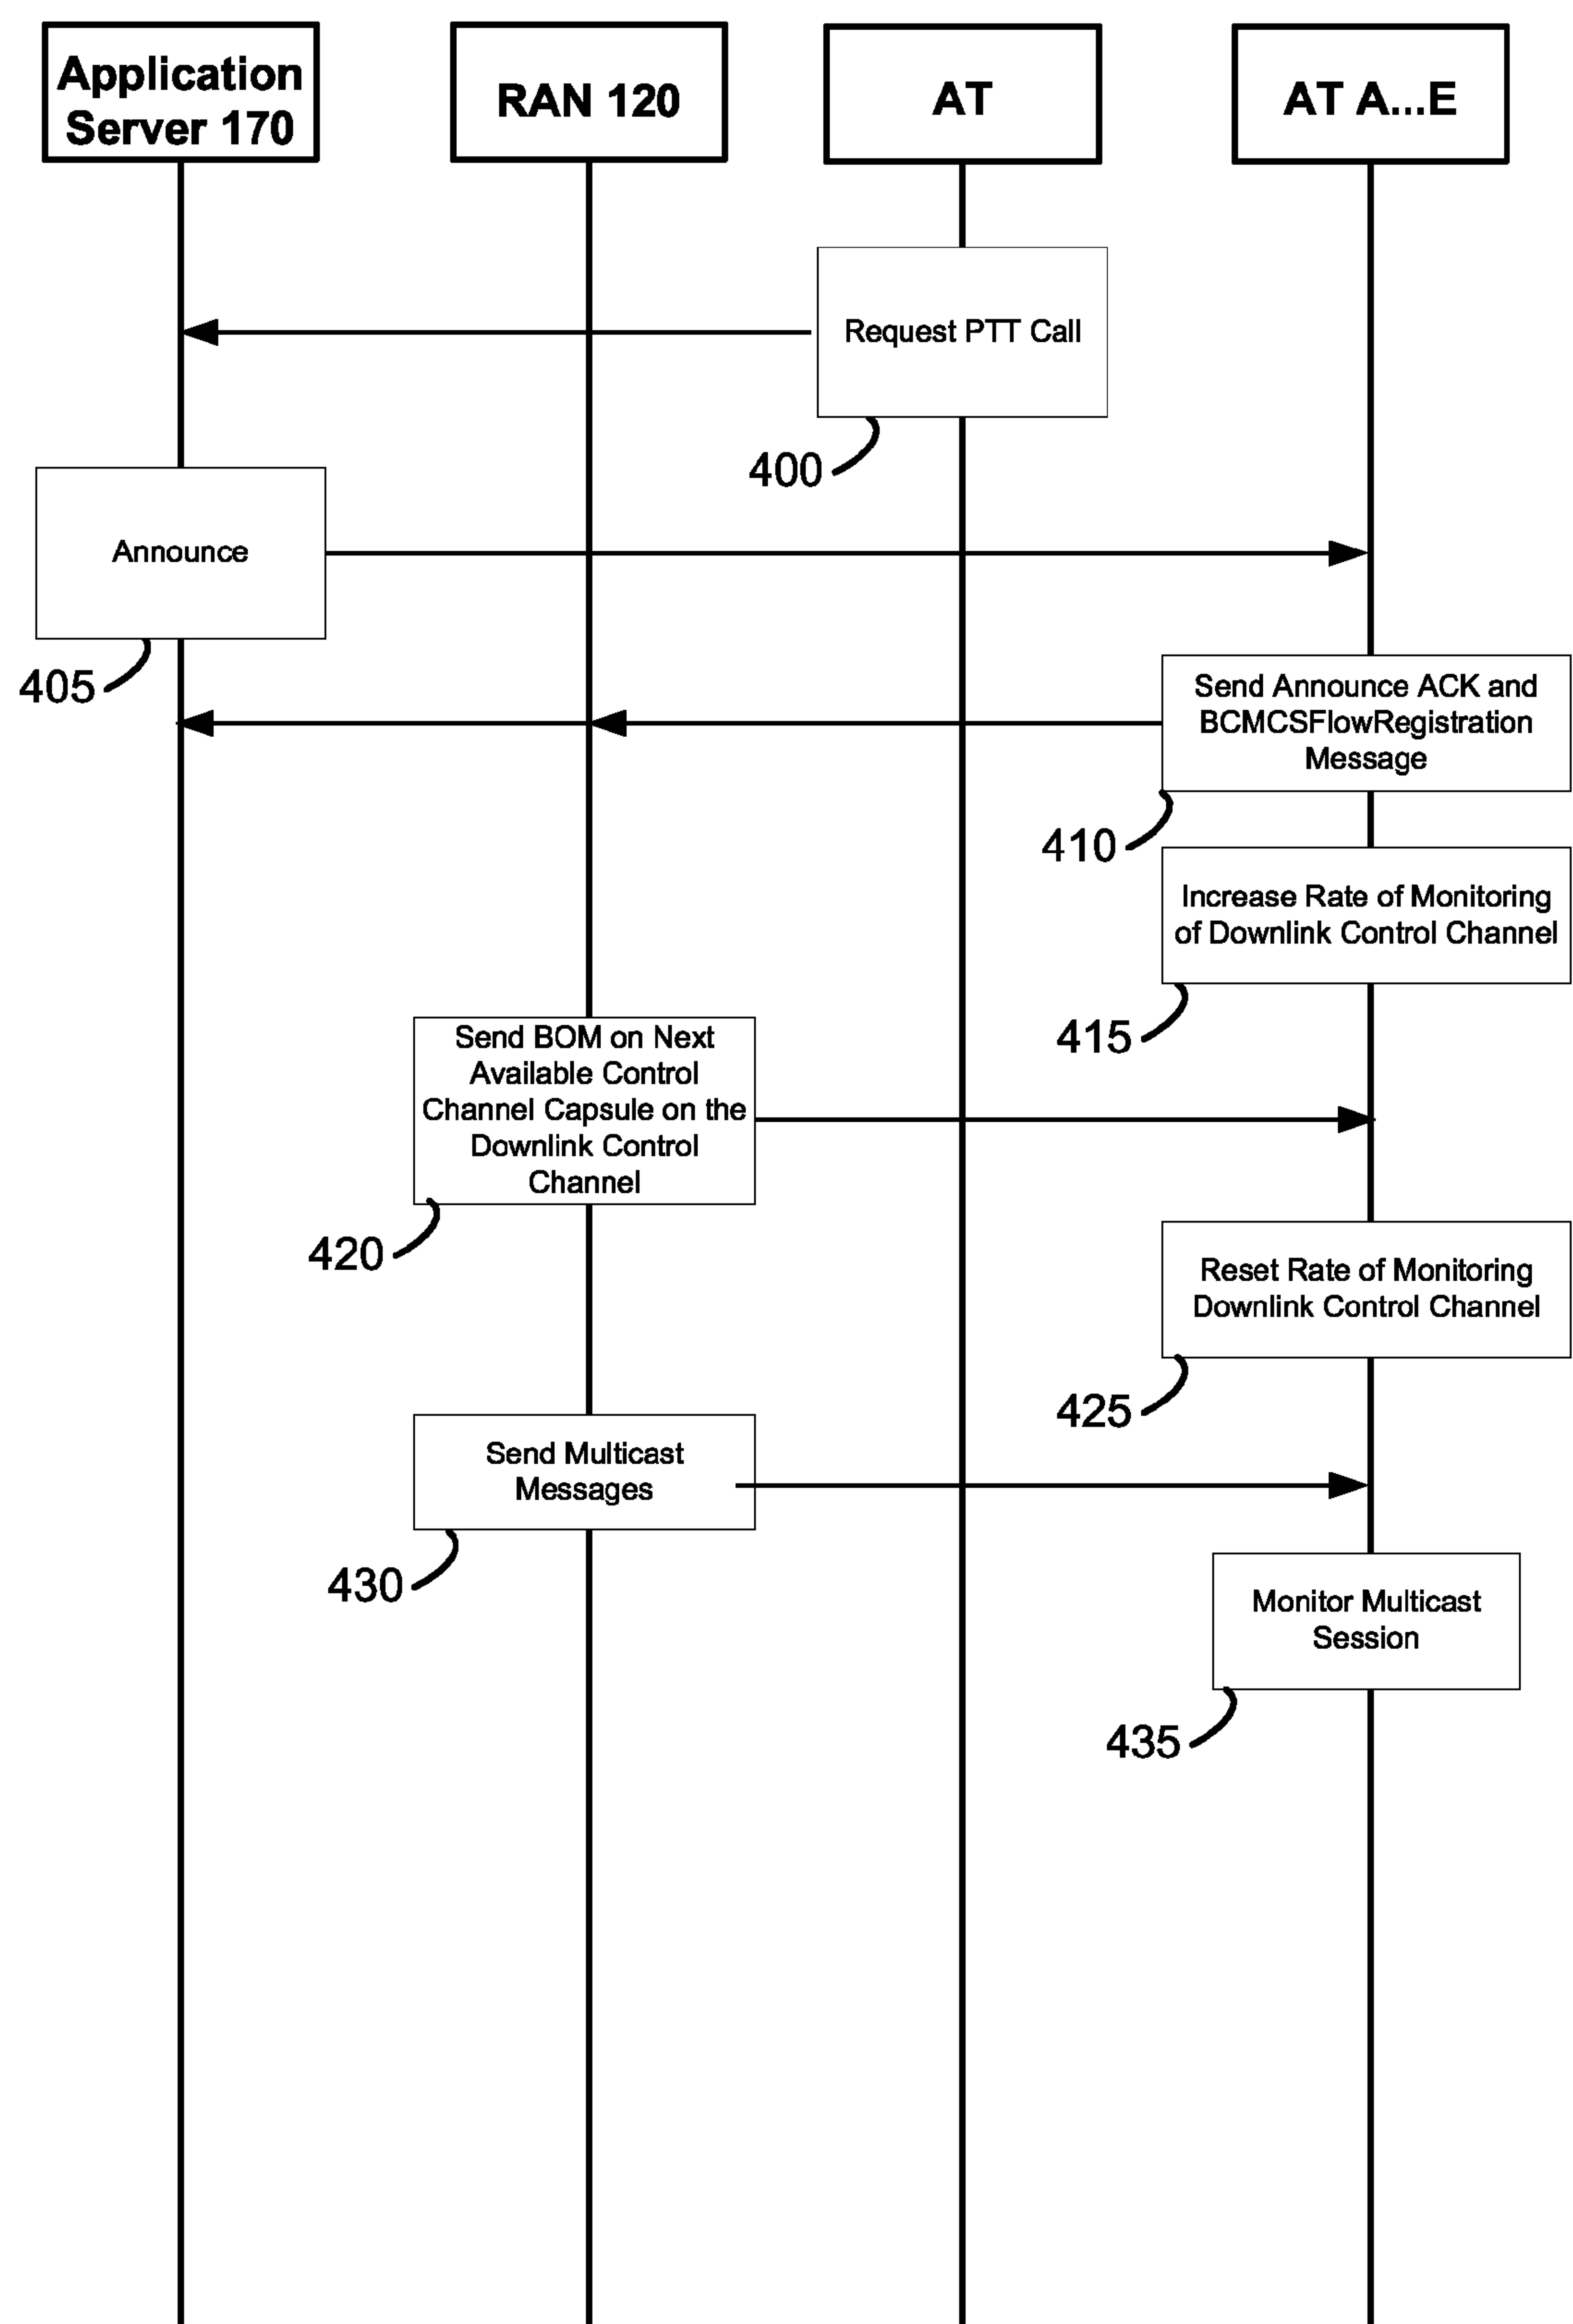 Application
Server 170
RAN 120
AT
AT A...E
Request PTT Call
400
Announce
405
Send Announce ACK and
BCMCSFlowRegistration
Message
410
Increase Rate of Monitoring
of Downlink Control Channel
415
Send BOM on Next
Available Control
Channel Capsule on the
Downlink Control
Channel
420
Reset Rate of Monitoring
Downlink Control Channel
425
Send Multicast
Messages
430
Monitor Multicast
Session
435